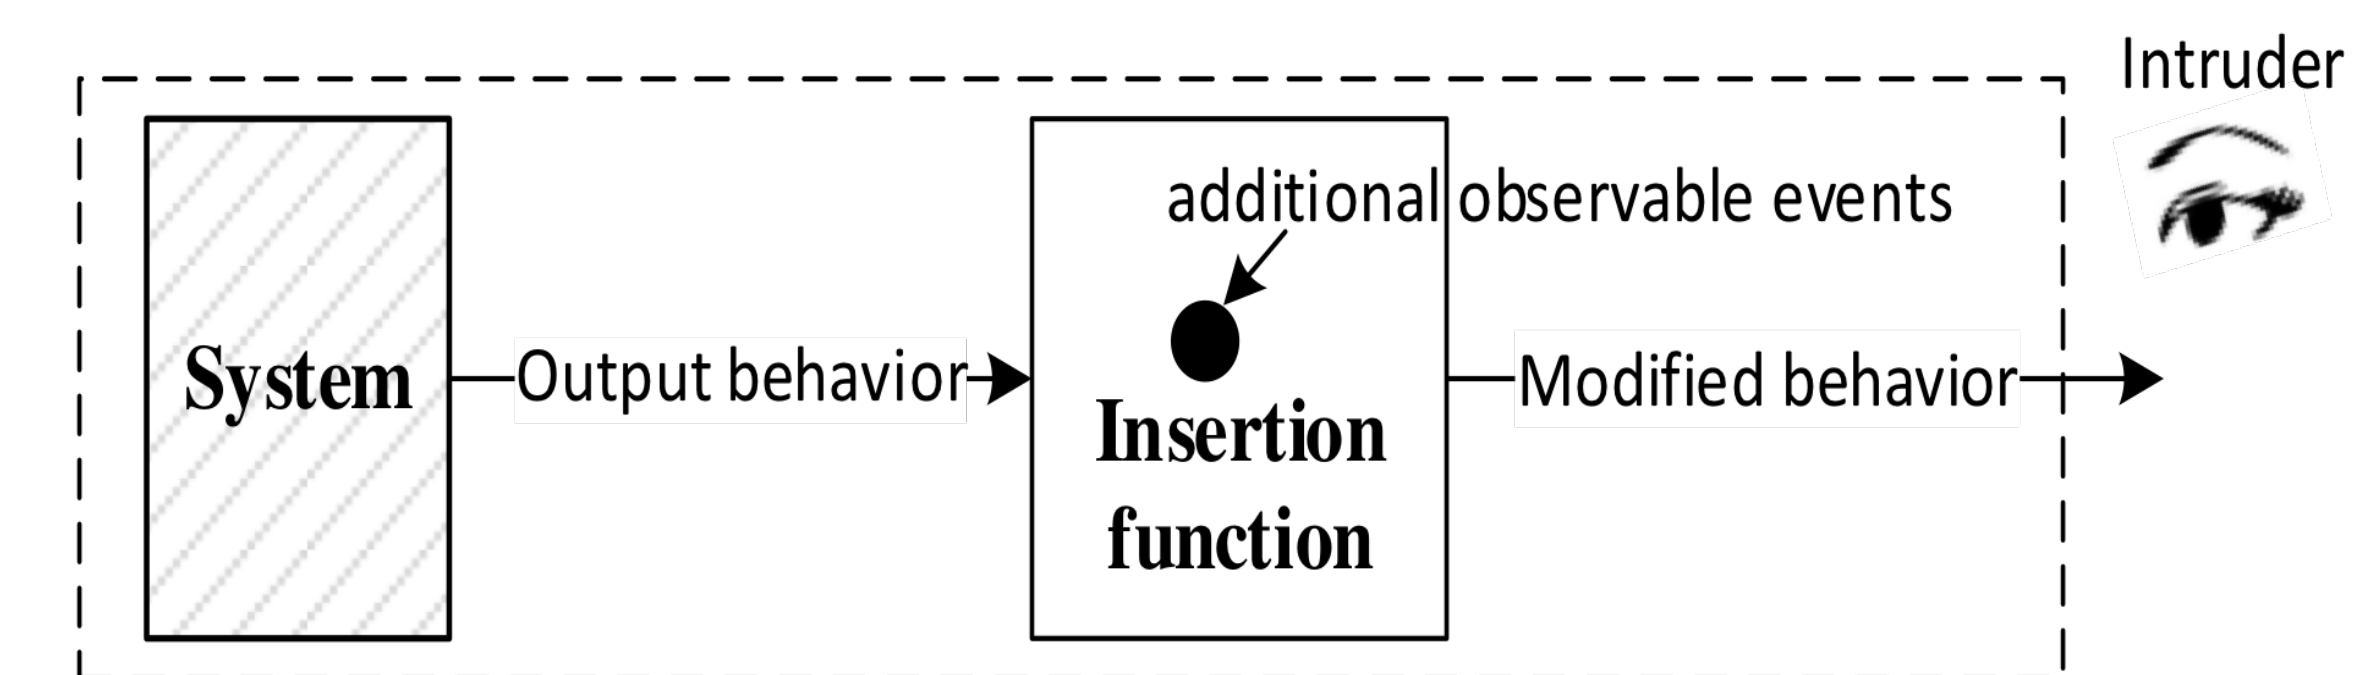 Intruder
additional observable events
System
Output behavior
Insertion
function
Modified behavior